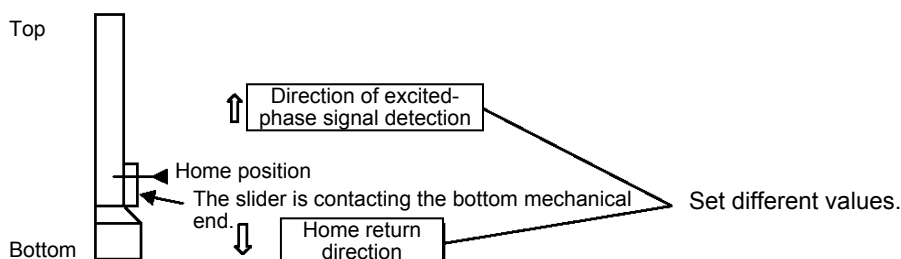 Top
Direction of excited-
phase signal detection
Home position
The slider is contacting the bottom mechanical
end.
Set different values.
Home return
direction
Bottom